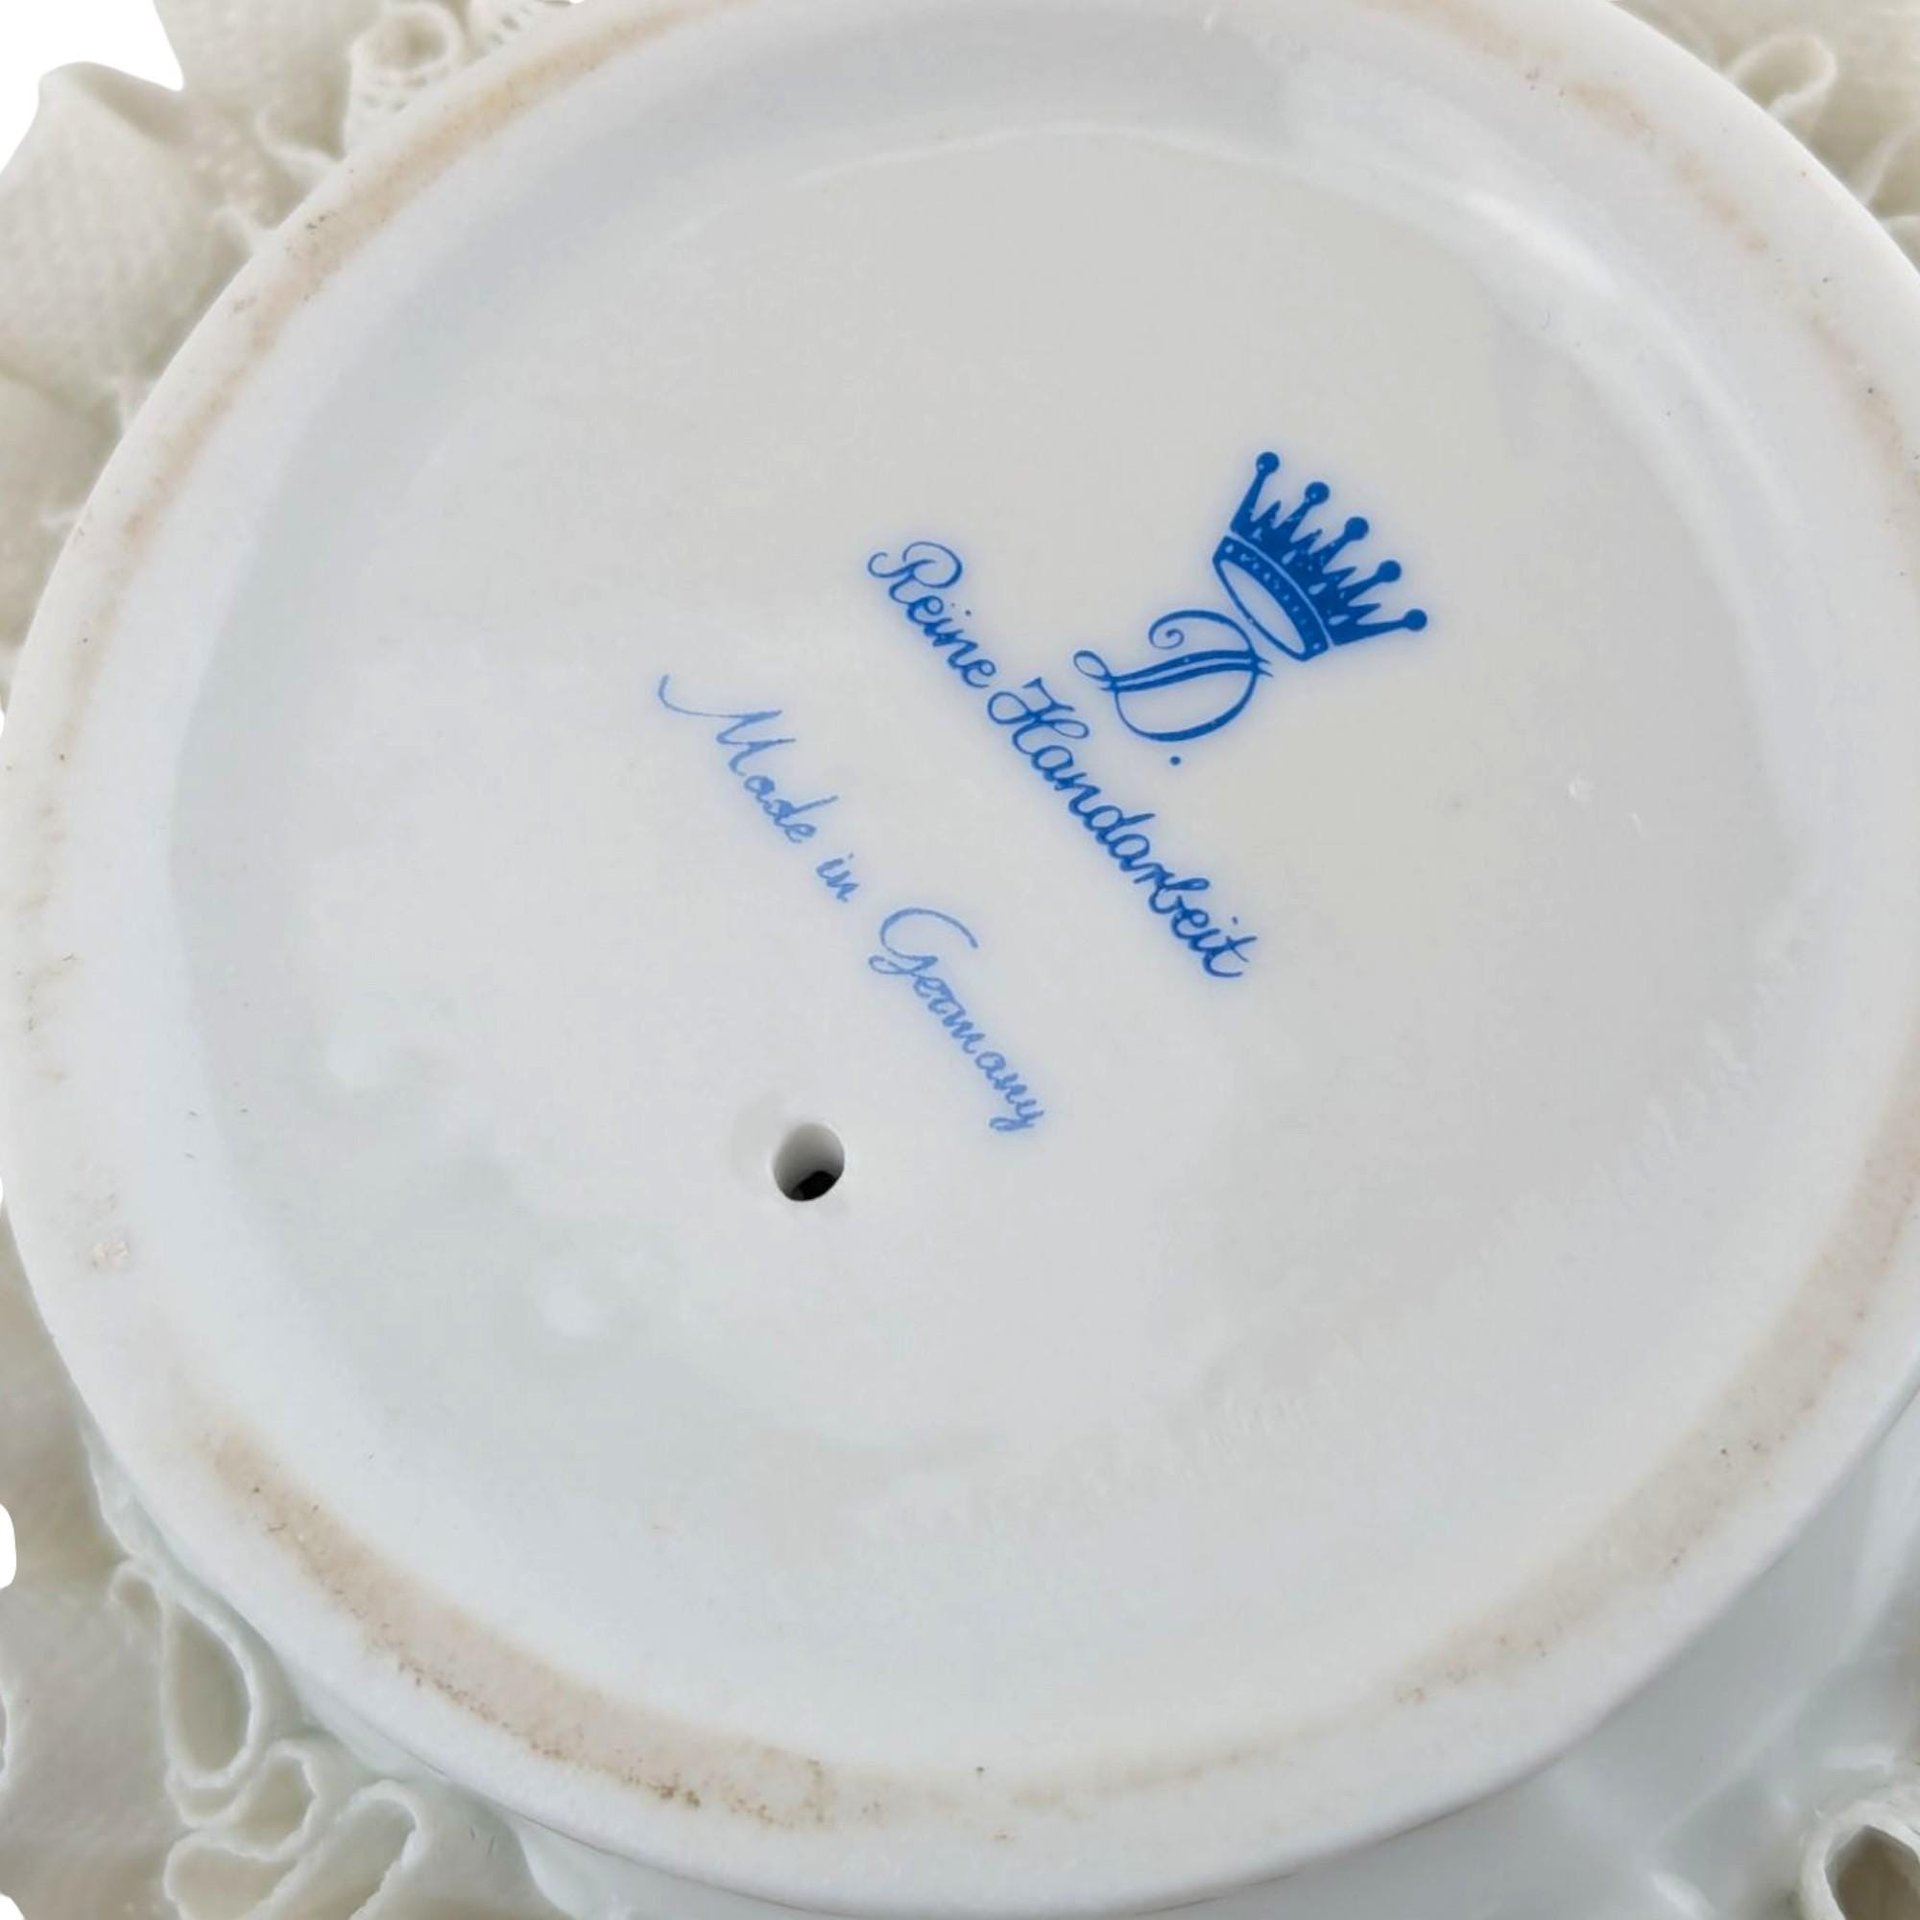 D.
Reine Handarbeit
Made in Germany